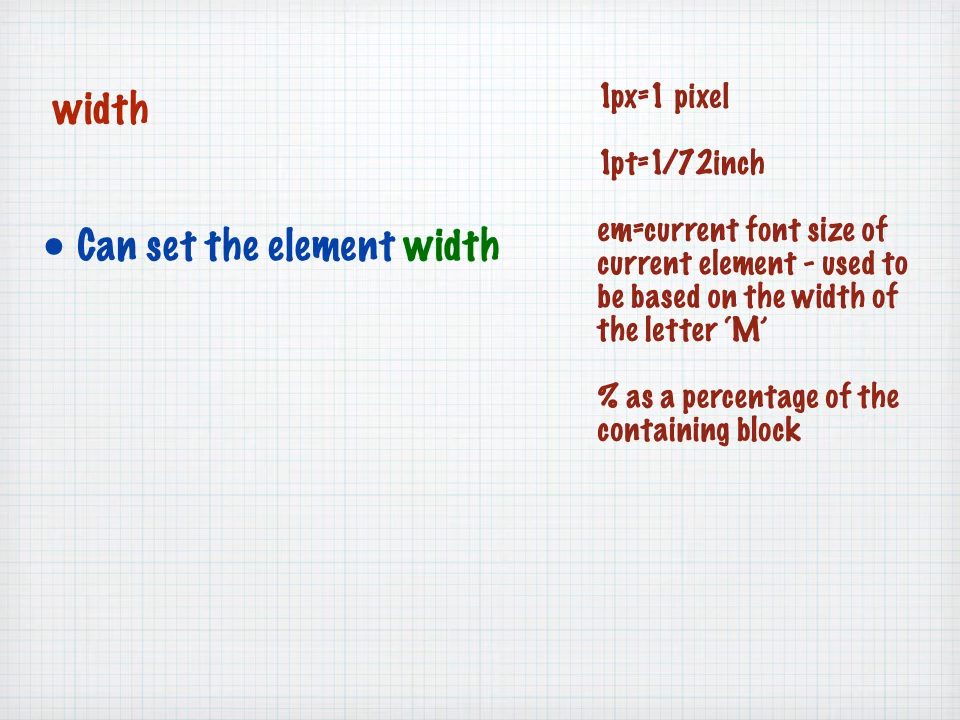 width
• Can set the element width
1px=1 pixel
1pt=1/72inch
em=current font size of
current element - used to
be based on the width of
the letter ‘M’
% as a percentage of the
containing block